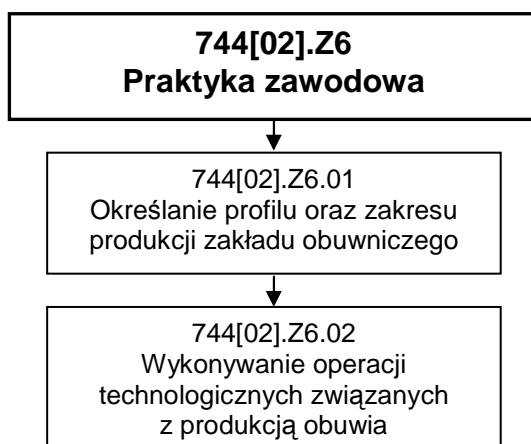 744[02].Z6
Praktyka zawodowa
744[02].Z6.01
Określanie profilu oraz zakresu
produkcji zakładu obuwniczego
744[02].Z6.02
Wykonywanie operacji
technologicznych związanych
z produkcją obuwia